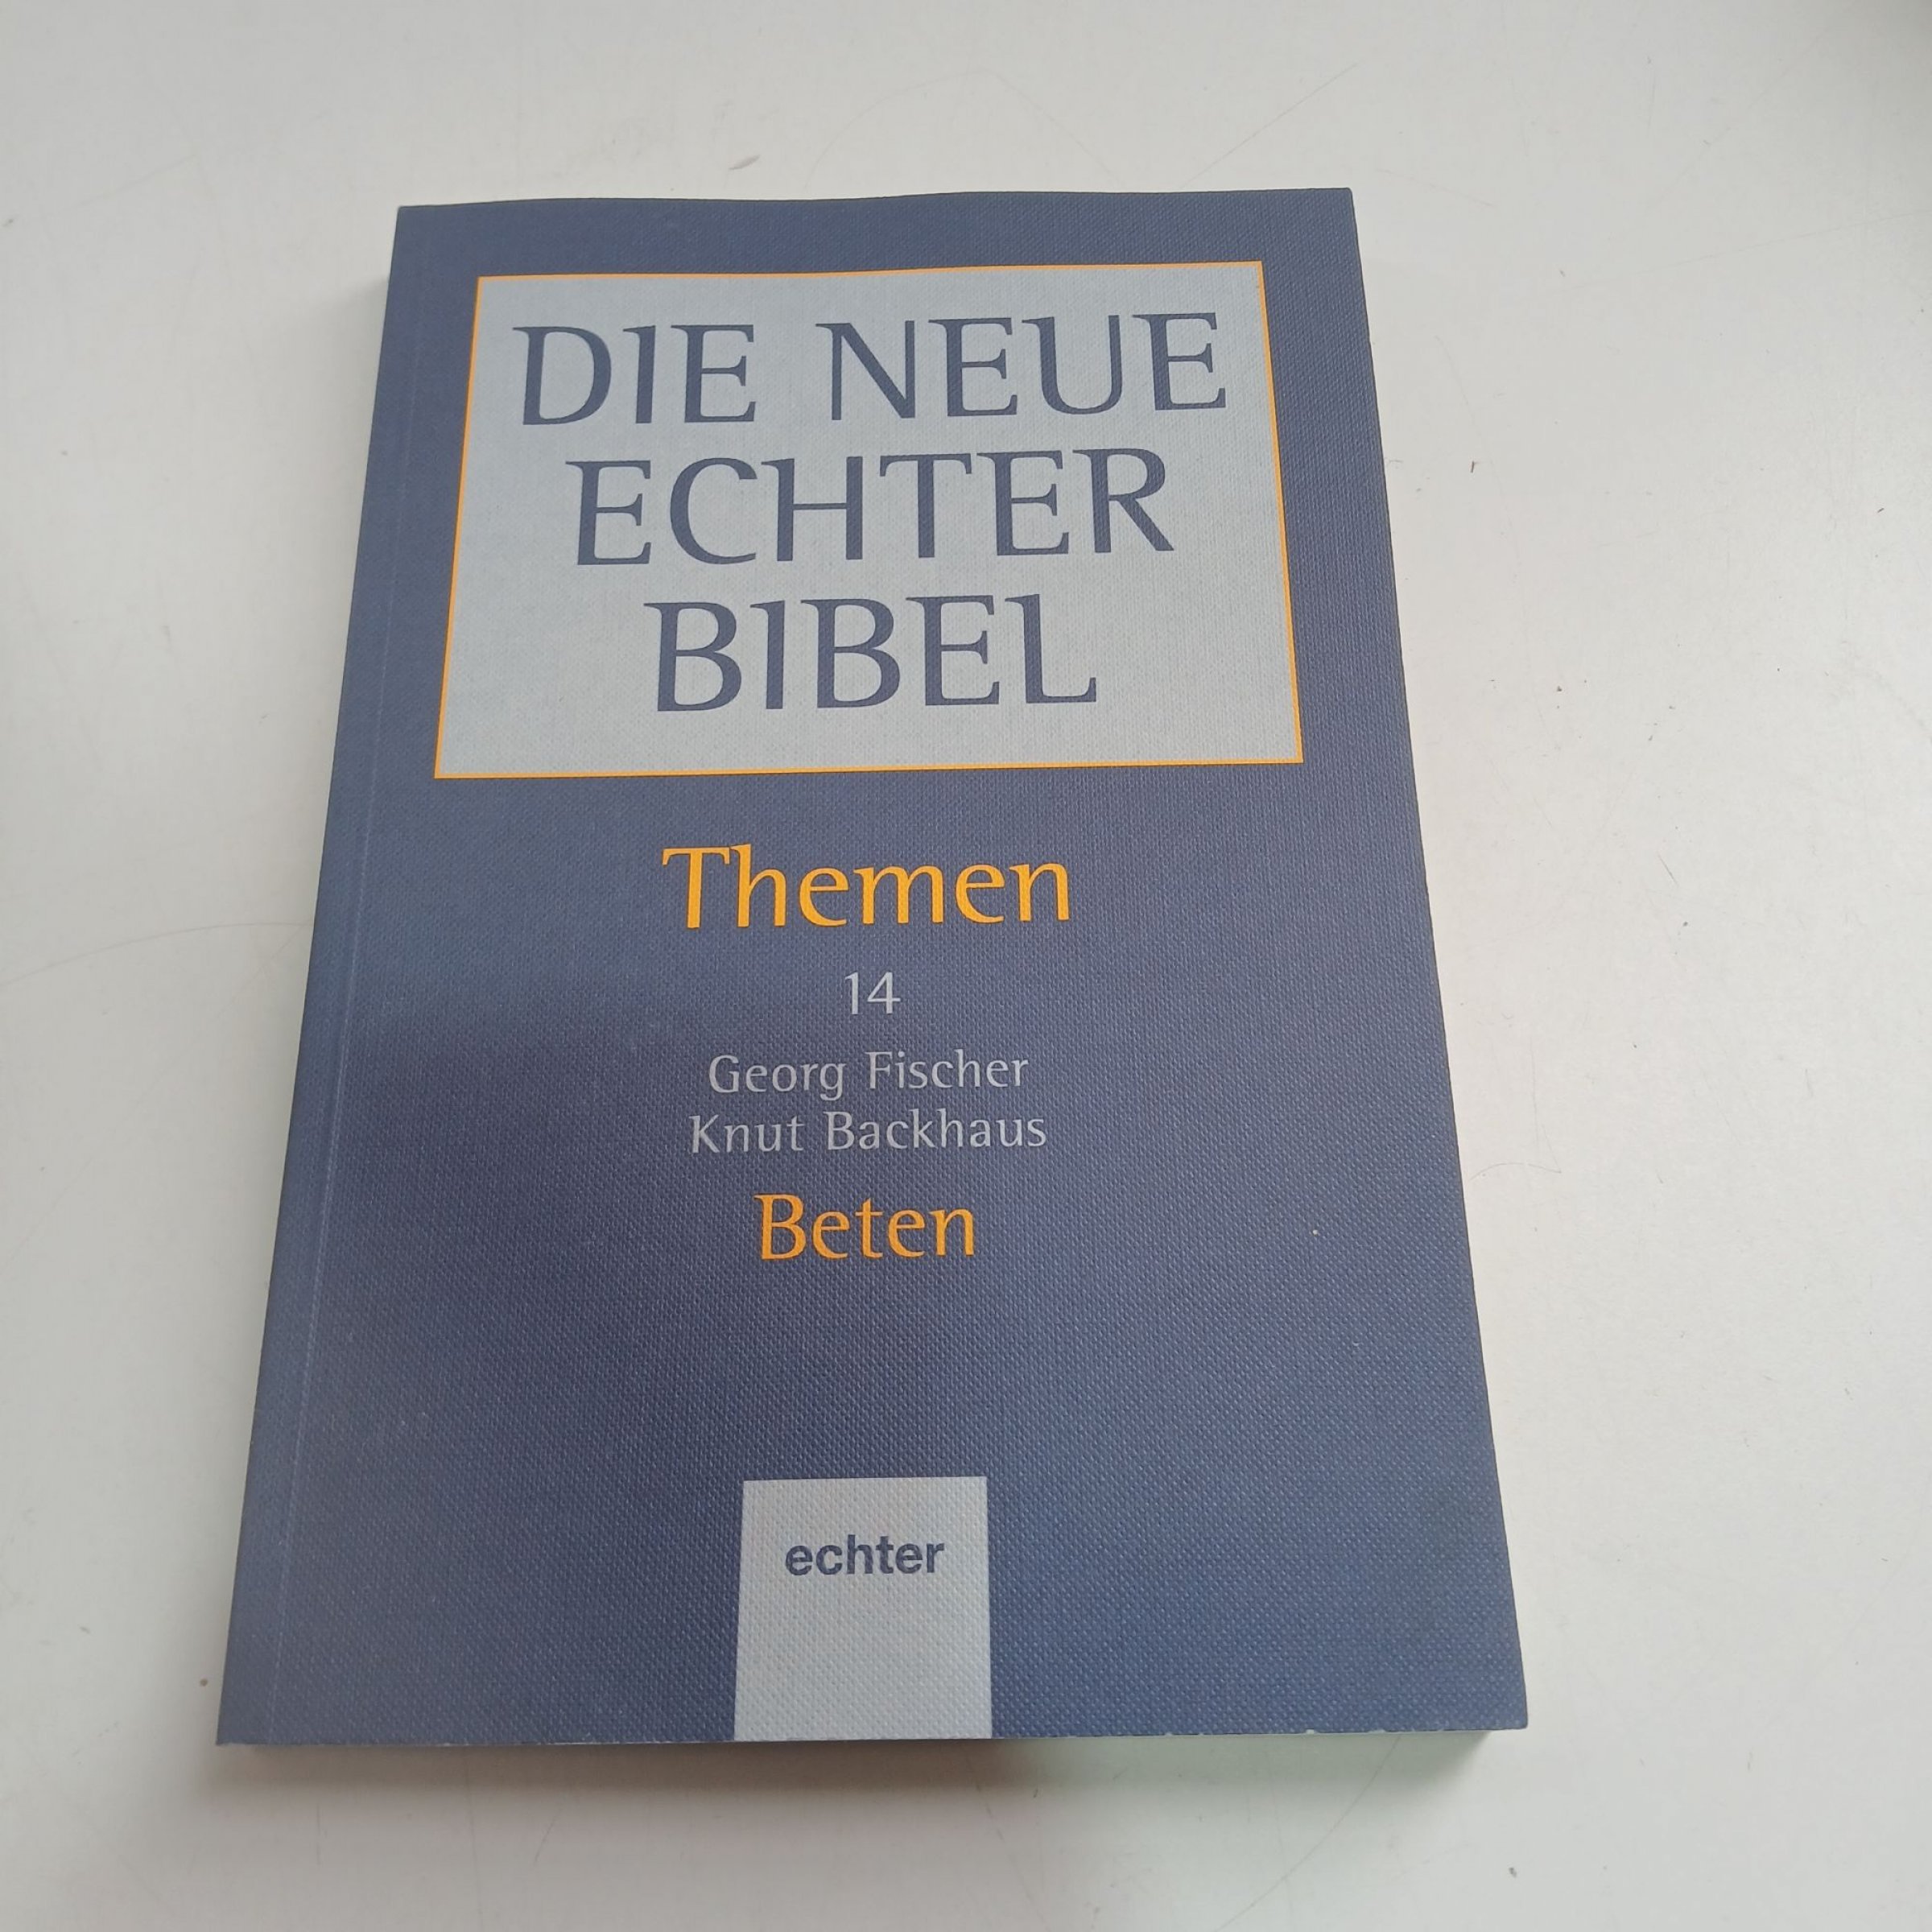 DIE NEUE
ECHTER
BIBEL
Themen
14
Georg Fischer
Knut Backhaus
Beten
echter